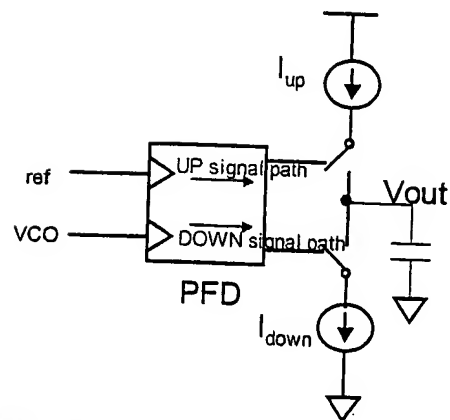 I_up
ref
UP signal path
Vout
VCO
DOWN signal path
PFD
I_down